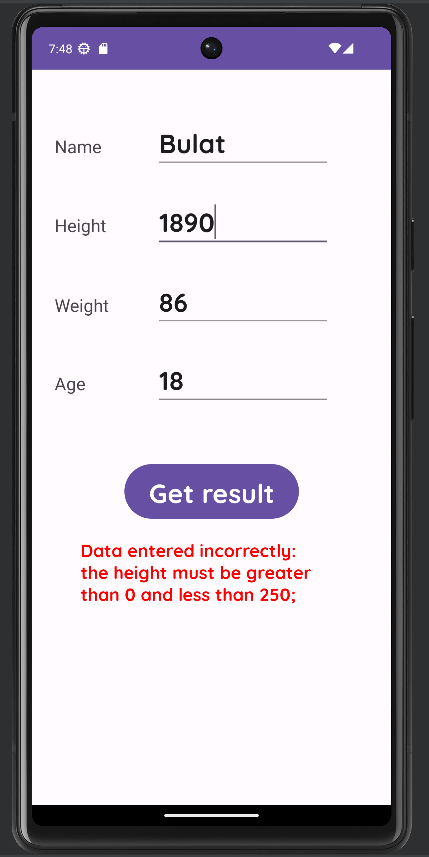 7:48
Name
Bulat
Height
1890
Weight
86
Age
18
Get result
Data entered incorrectly:
the height must be greater
than 0 and less than 250;